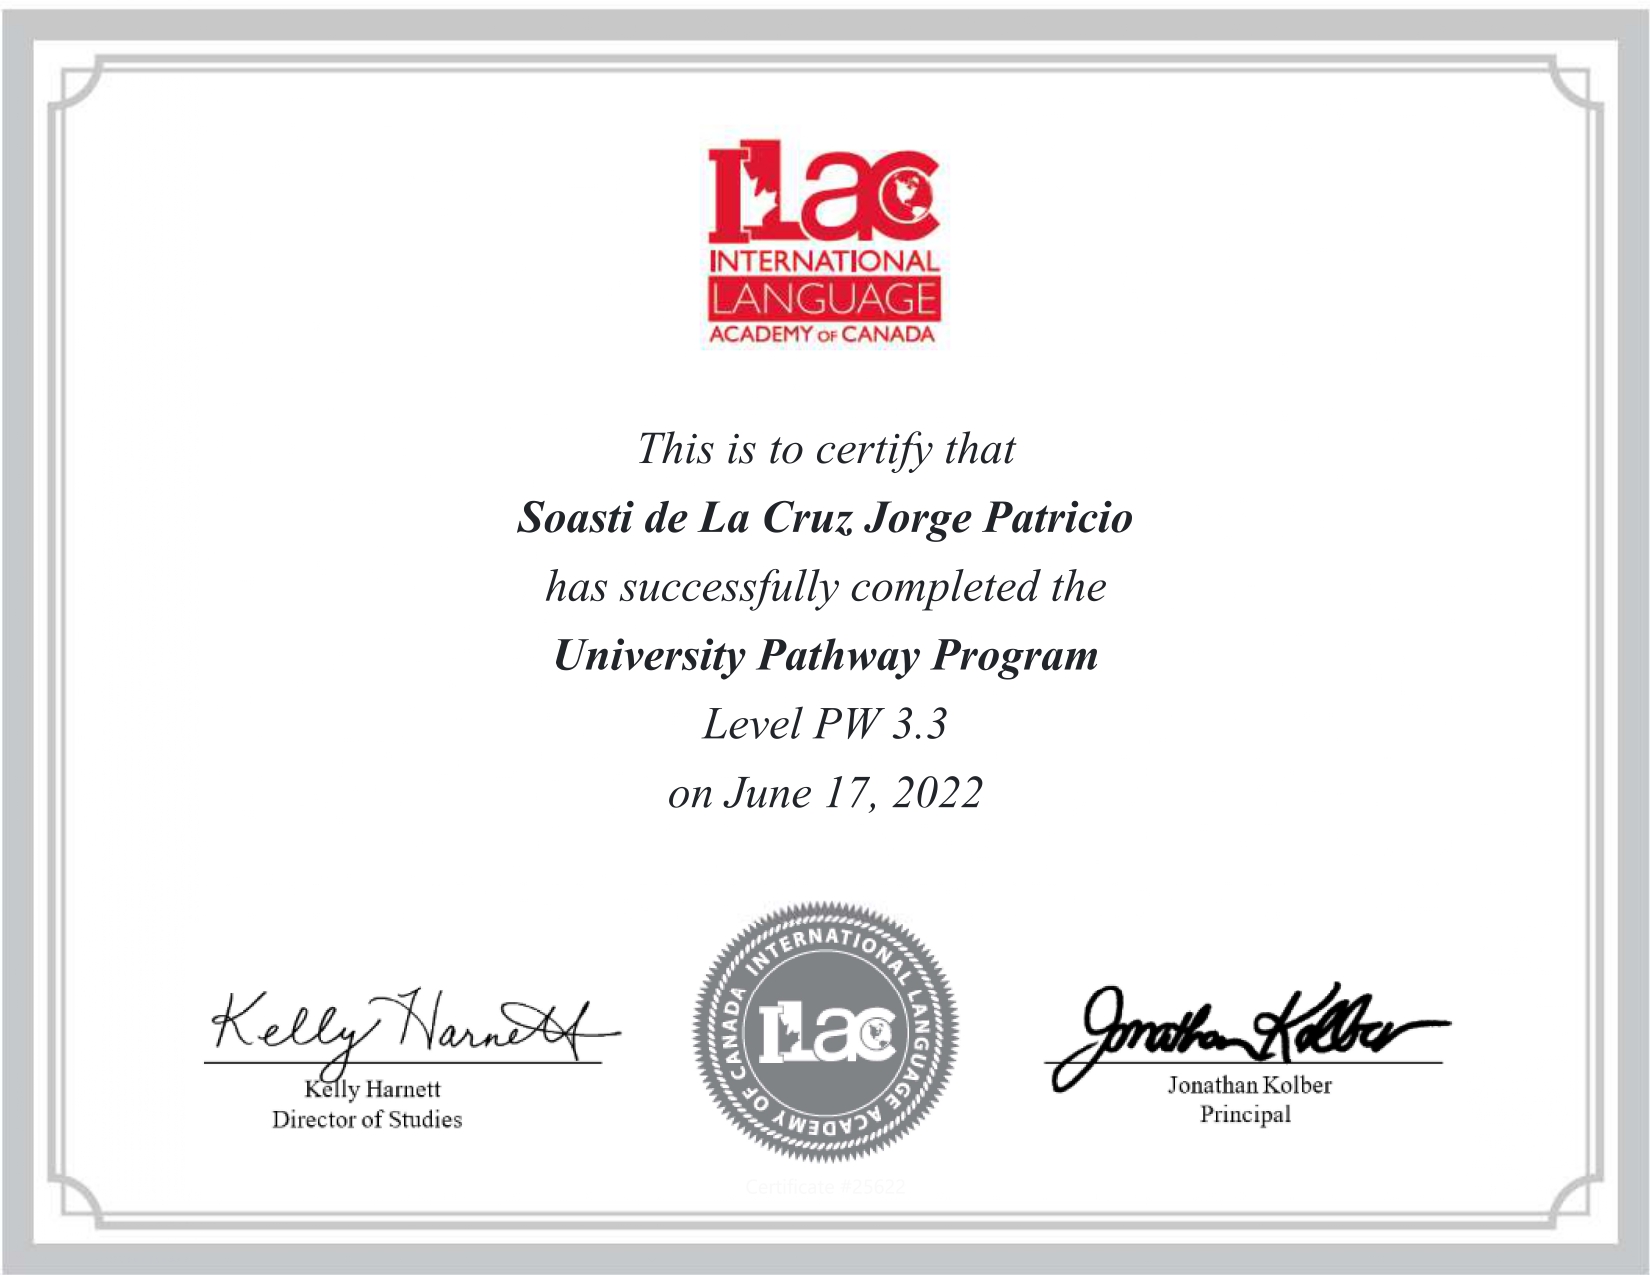 ILac
INTERNATIONAL
LANGUAGE
ACADEMY OF CANADA
This is to certify that
Soasti de La Cruz Jorge Patricio
has successfully completed the
University Pathway Program
Level PW 3.3
on June 17, 2022
Kelly Harnett
Kelly Harnett
Director of Studies
INTERNATIONAL LANGUAGE ACADEMY OF CANADA
ILac
Jonathan Kolber
Jonathan Kolber
Principal
Certificate #25622